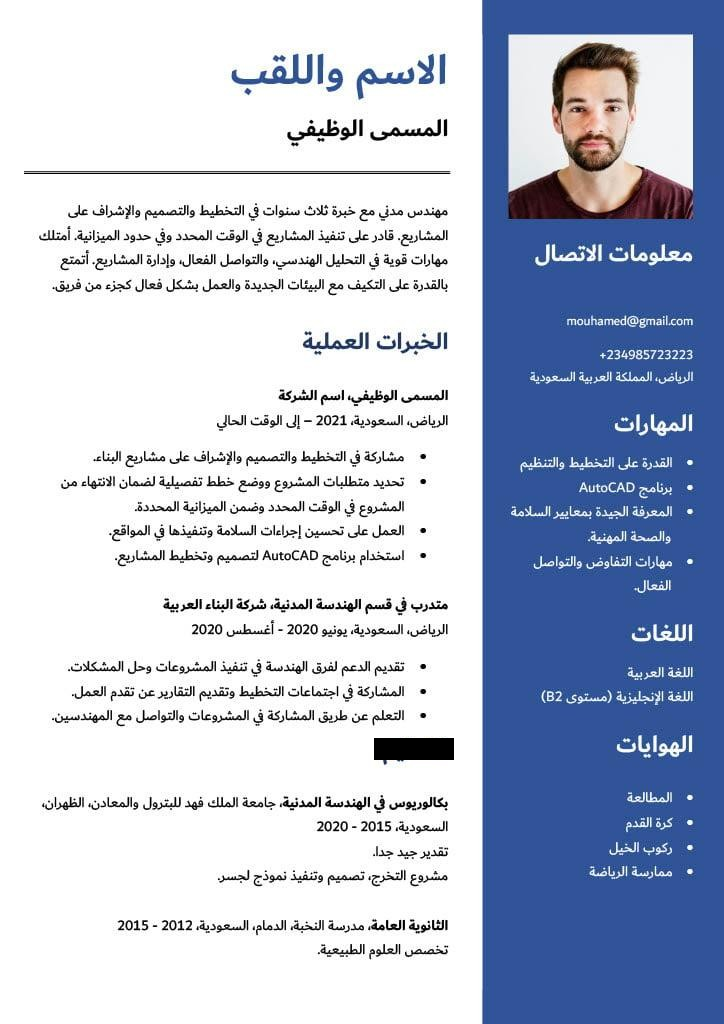 الاسم واللقب
المسمى الوظيفي
مهندس مدني مع خبرة ثلاث سنوات في التخطيط والتصميم والإشراف على
المشاريع. قادر على تنفيذ المشاريع في الوقت المحدد وفي حدود الميزانية. أمتلك
مهارات قوية في التحليل الهندسي، والتواصل الفعال، وإدارة المشاريع. أتمتع
بالقدرة على التكيف مع البيئات الجديدة والعمل بشكل فعال كجزء من فريق.
الخبرات العملية
المسمى الوظيفي، اسم الشركة
الرياض، السعودية، 2021 – إلى الوقت الحالي
• مشاركة في التخطيط والتصميم والإشراف على مشاريع البناء.
• تحديد متطلبات المشروع ووضع خطط تفصيلية لضمان الانتهاء من
المشروع في الوقت المحدد وضمن الميزانية المحددة.
• العمل على تحسين إجراءات السلامة وتنفيذها في المواقع.
• استخدام برنامج AutoCAD لتصميم وتخطيط المشاريع.
متدرب في قسم الهندسة المدنية، شركة البناء العربية
الرياض، السعودية، يونيو 2020 - أغسطس 2020
• تقديم الدعم لفرق الهندسة في تنفيذ المشروعات وحل المشكلات.
• المشاركة في اجتماعات التخطيط وتقديم التقارير عن تقدم العمل.
• التعلم عن طريق المشاركة في المشروعات والتواصل مع المهندسين.
بكالوريوس في الهندسة المدنية، جامعة الملك فهد للبترول والمعادن، الظهران،
السعودية، 2015 - 2020
تقدير جيد جدا.
مشروع التخرج، تصميم وتنفيذ نموذج لجسر.
الثانوية العامة، مدرسة النخبة، الدمام، السعودية، 2012 - 2015
تخصص العلوم الطبيعية.
معلومات الاتصال
mouhamed@gmail.com
+234985723223
الرياض، المملكة العربية السعودية
المهارات
• القدرة على التخطيط والتنظيم
• برنامج AutoCAD
• المعرفة الجيدة بمعايير السلامة
والصحة المهنية.
• مهارات التفاوض والتواصل
الفعال.
اللغات
اللغة العربية
اللغة الإنجليزية (مستوى B2)
الهوايات
• المطالعة
• كرة القدم
• ركوب الخيل
• ممارسة الرياضة